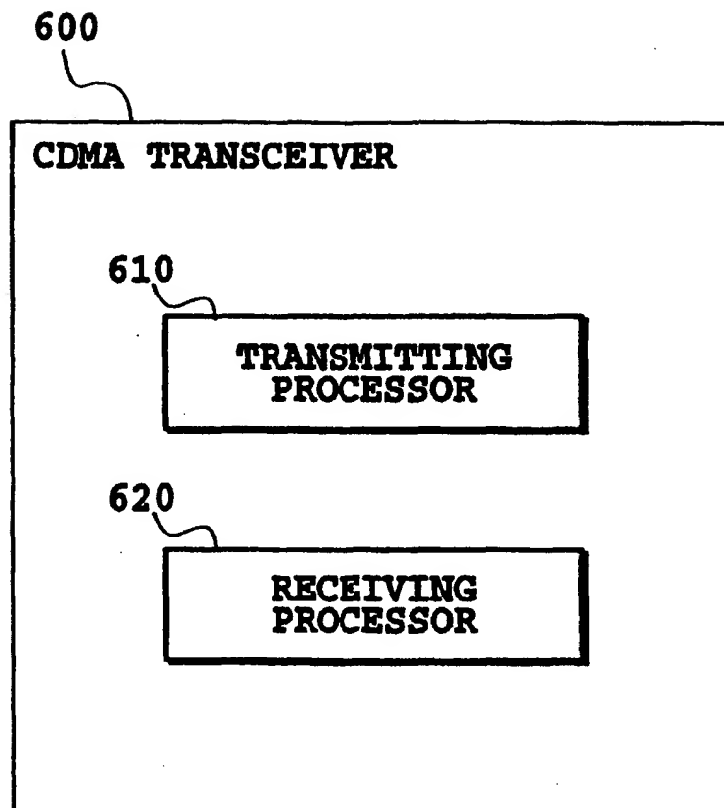 600
CDMA TRANSCEIVER
610
TRANSMITTING
PROCESSOR
620
RECEIVING
PROCESSOR